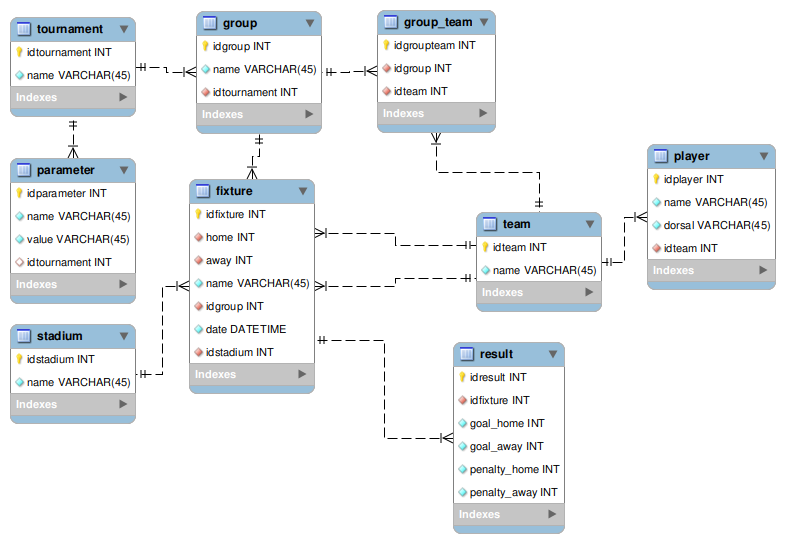 tournament
idtournament INT
name VARCHAR(45)
Indexes
group
idgroup INT
name VARCHAR(45)
idtournament INT
Indexes
group_team
idgroupteam INT
idgroup INT
idteam INT
Indexes
parameter
idparameter INT
name VARCHAR(45)
value VARCHAR(45)
idtournament INT
Indexes
fixture
idfixture INT
home INT
away INT
name VARCHAR(45)
idgroup INT
date DATETIME
idstadium INT
Indexes
team
idteam INT
name VARCHAR(45)
Indexes
player
idplayer INT
name VARCHAR(45)
dorsal VARCHAR(45)
idteam INT
Indexes
stadium
idstadium INT
name VARCHAR(45)
Indexes
result
idresult INT
idfixture INT
goal_home INT
goal_away INT
penalty_home INT
penalty_away INT
Indexes